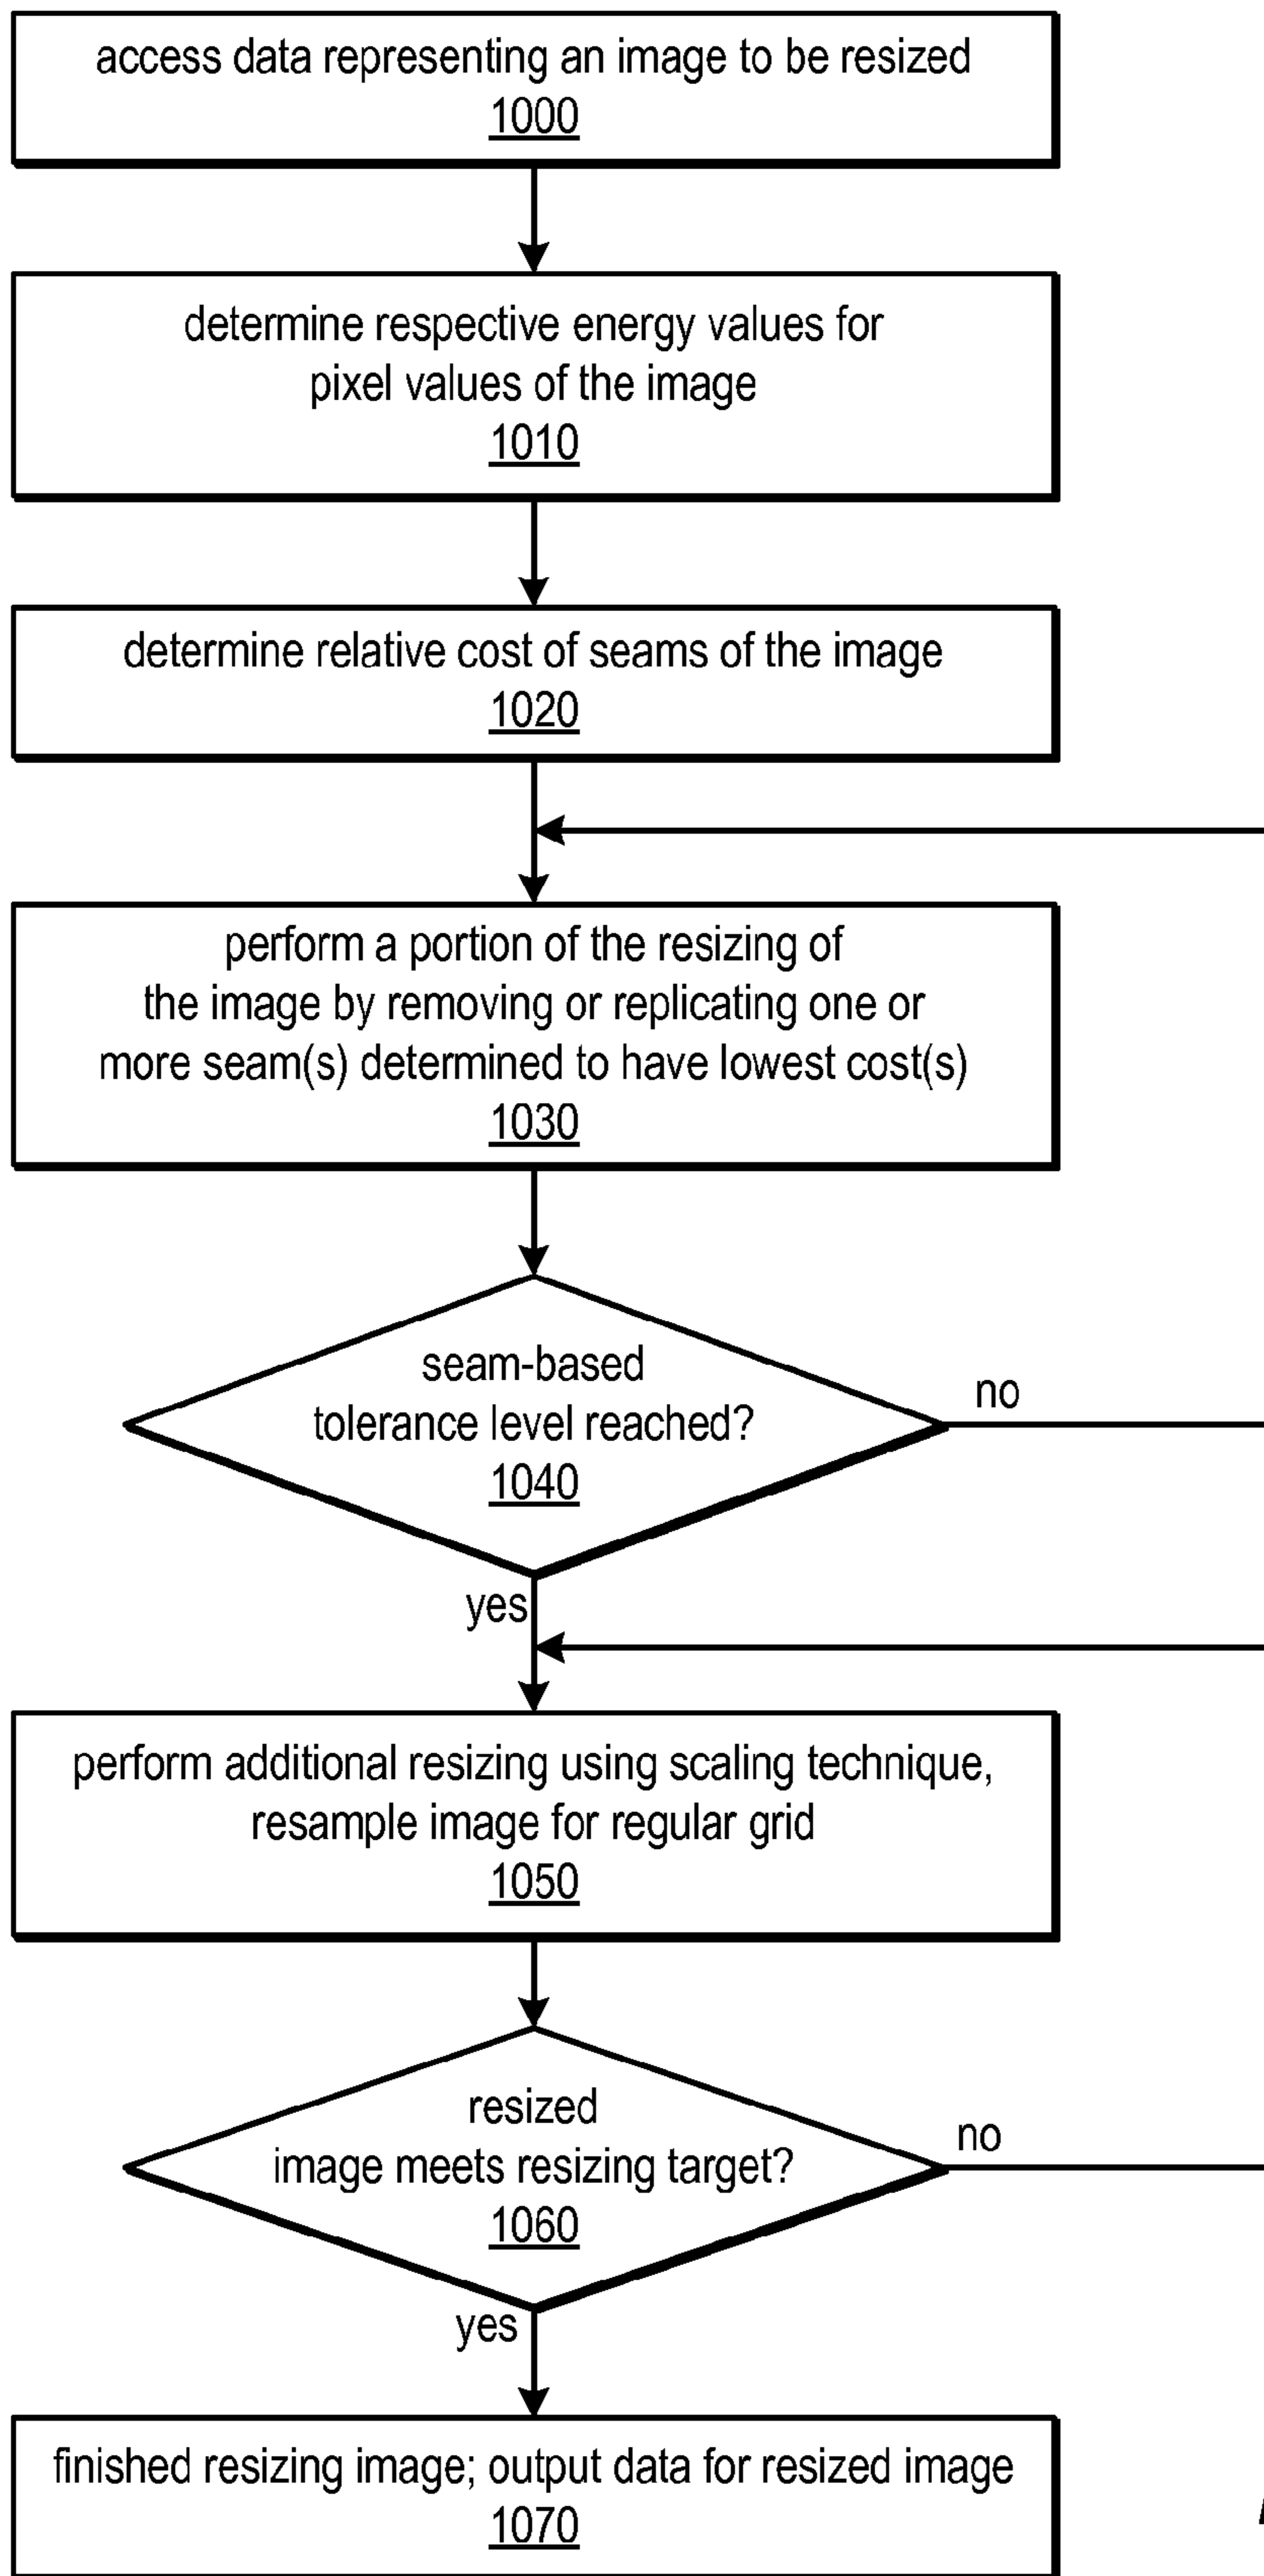 access data representing an image to be resized
1000
determine respective energy values for
pixel values of the image
1010
determine relative cost of seams of the image
1020
perform a portion of the resizing of
the image by removing or replicating one or
more seam(s) determined to have lowest cost(s)
1030
seam-based
tolerance level reached?
1040
no
yes
perform additional resizing using scaling technique,
resample image for regular grid
1050
resized
image meets resizing target?
1060
no
yes
finished resizing image; output data for resized image
1070